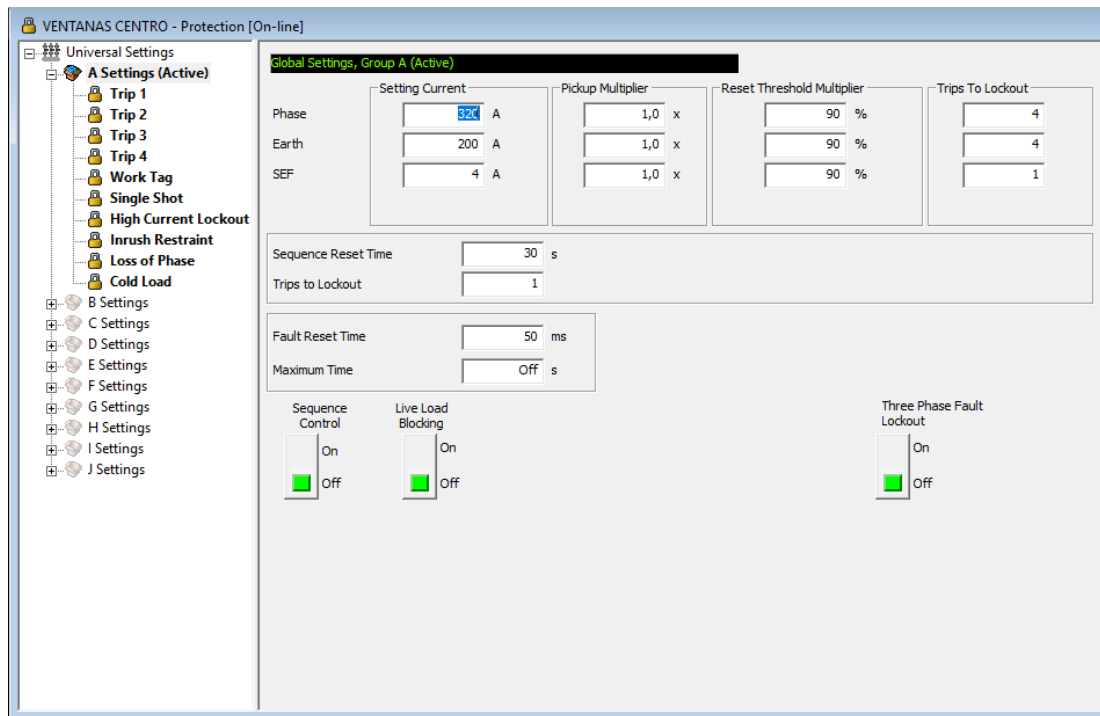 VENTANAS CENTRO - Protection [On-line]
Universal Settings
A Settings (Active)
Trip 1
Trip 2
Trip 3
Trip 4
Work Tag
Single Shot
High Current Lockout
Inrush Restraint
Loss of Phase
Cold Load
B Settings
C Settings
D Settings
E Settings
F Settings
G Settings
H Settings
I Settings
J Settings
Global Settings, Group A (Active)
Setting Current Pickup Multiplier Reset Threshold Multiplier Trips To Lockout
Phase 320 A 1,0 x 90 % 4
Earth 200 A 1,0 x 90 % 4
SEF 4 A 1,0 x 90 % 1
Sequence Reset Time 30 s
Trips to Lockout 1
Fault Reset Time 50 ms
Maximum Time Off s
Sequence
Control
On
Off
Live Load
Blocking
On
Off
Three Phase Fault
Lockout
On
Off